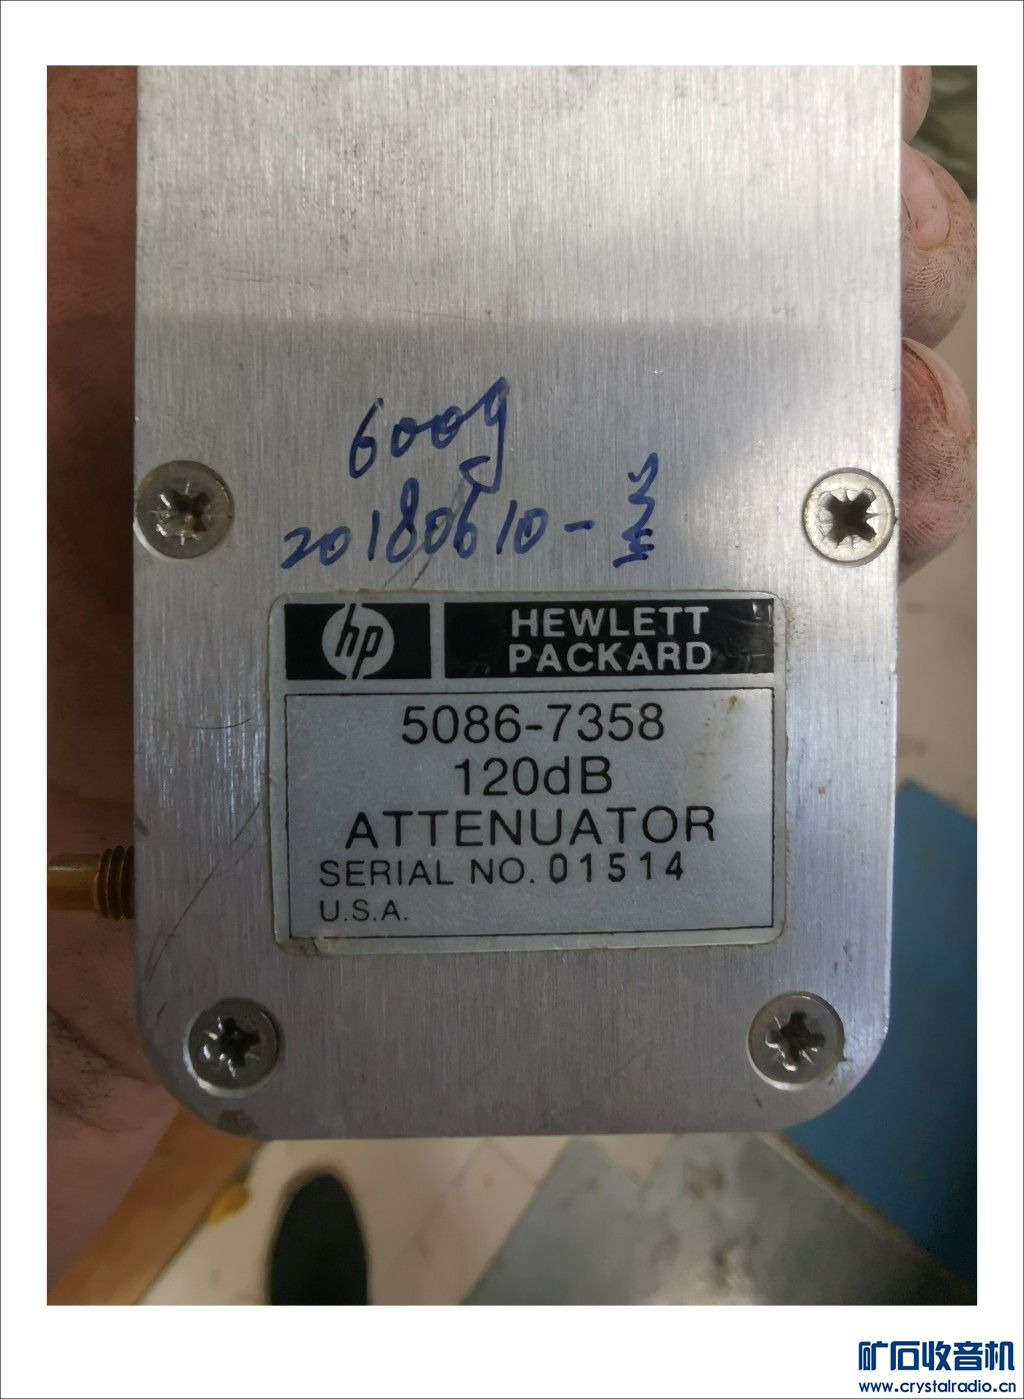 600g
20180610-
hp
HEWLETT
PACKARD
5086-7358
120dB
ATTENUATOR
SERIAL NO. 01514
U.S.A.
矿石收音机
www.crystalradio.cn